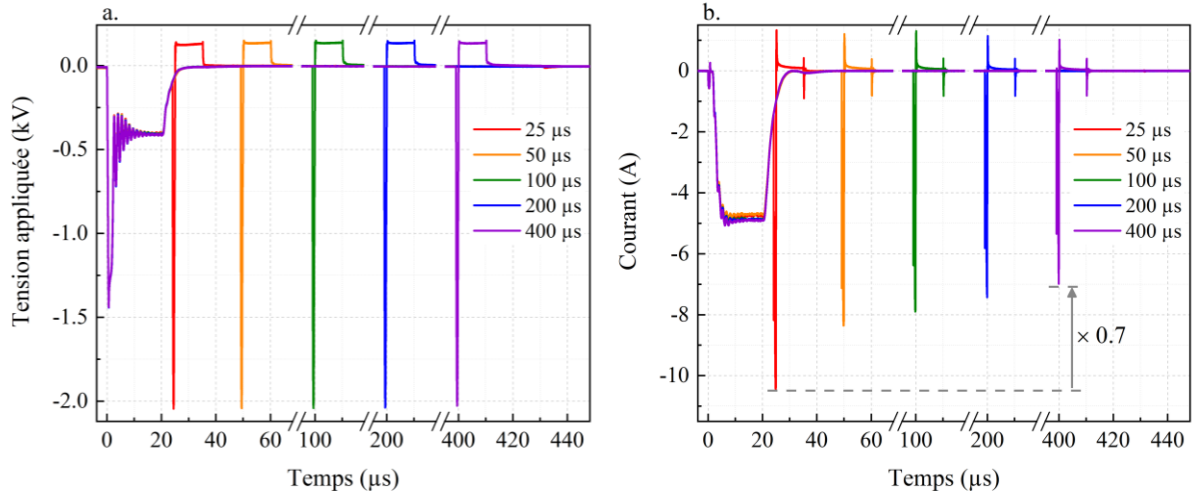 a.
Tension appliquée (kV)
0.0
-0.5
-1.0
-1.5
-2.0
25 µs
50 µs
100 µs
200 µs
400 µs
0 20 40 60 100 200 400 420 440
Temps (µs)
b.
Courant (A)
0
-2
-4
-6
-8
-10
25 µs
50 µs
100 µs
200 µs
400 µs
× 0.7
0 20 40 60 100 200 400 420 440
Temps (µs)